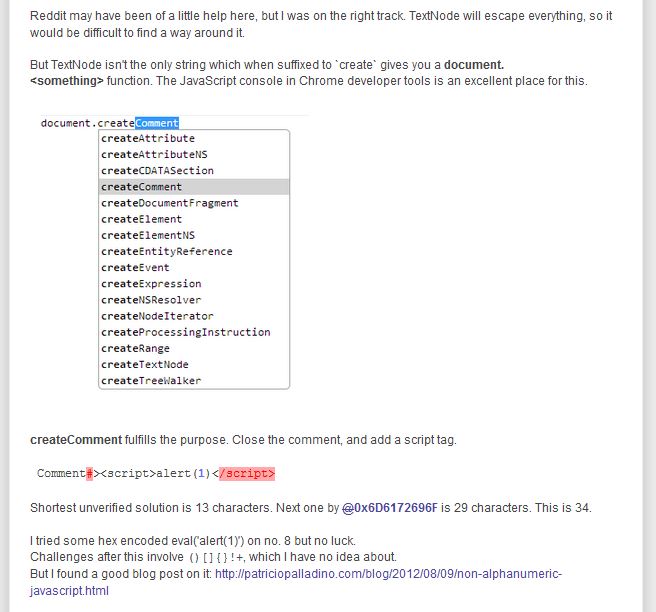 Reddit may have been of a little help here, but I was on the right track. TextNode will escape everything, so it
would be difficult to find a way around it.
But TextNode isn't the only string which when suffixed to `create` gives you a document.
<something> function. The JavaScript console in Chrome developer tools is an excellent place for this.
document.createComment
createAttribute
createAttributeNS
createCDATASection
createComment
createDocumentFragment
createElement
createElementNS
createEntityReference
createEvent
createExpression
createNSResolver
createNodeIterator
createProcessingInstruction
createRange
createTextNode
createTreeWalker
createComment fulfills the purpose. Close the comment, and add a script tag.
Comment#><script>alert(1)</script>
Shortest unverified solution is 13 characters. Next one by @0x6D6172696F is 29 characters. This is 34.
I tried some hex encoded eval('alert(1)') on no. 8 but no luck.
Challenges after this involve ()[]{}!+, which I have no idea about.
But I found a good blog post on it: http://patriciopalladino.com/blog/2012/08/09/non-alphanumeric-
javascript.html